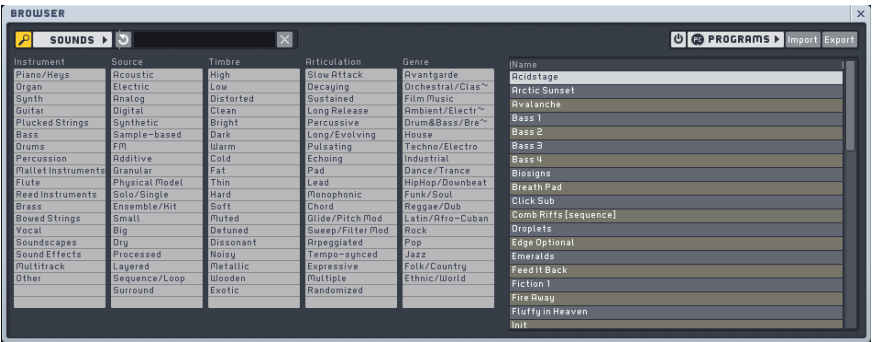 BROWSER
SOUNDS
PROGRAMS Import Export
Instrument
Piano/Keys
Organ
Synth
Guitar
Plucked Strings
Bass
Drums
Percussion
Mallet Instruments
Flute
Reed Instruments
Brass
Bowed Strings
Vocal
Soundscapes
Sound Effects
Multitrack
Other
Source
Acoustic
Electric
Analog
Digital
Synthetic
Sample-based
FM
Additive
Granular
Physical Model
Solo/Single
Ensemble/Kit
Small
Big
Dry
Processed
Layered
Sequence/Loop
Surround
Timbre
High
Low
Distorted
Clean
Bright
Dark
Warm
Cold
Fat
Thin
Hard
Soft
Muted
Detuned
Dissonant
Noisy
Metallic
Wooden
Exotic
Articulation
Slow Attack
Decaying
Sustained
Long Release
Percussive
Long/Evolving
Pulsating
Echoing
Pad
Lead
Monophonic
Chord
Glide/Pitch Mod
Sweep/Filter Mod
Arpeggiated
Tempo-synced
Expressive
Multiple
Randomized
Genre
Avantgarde
Orchestral/Clas~
Film Music
Ambient/Electr~
Drum&Bass/Bre~
House
Techno/Electro
Industrial
Dance/Trance
HipHop/Downbeat
Funk/Soul
Reggae/Dub
Latin/Afro-Cuban
Rock
Pop
Jazz
Folk/Country
Ethnic/World
Name
Acidstage
Arctic Sunset
Avalanche
Bass 1
Bass 2
Bass 3
Bass 4
Biosigns
Breath Pad
Click Sub
Comb Riffs [sequence]
Droplets
Edge Optional
Emeralds
Feed It Back
Fiction 1
Fire Away
Fluffy in Heaven
Init